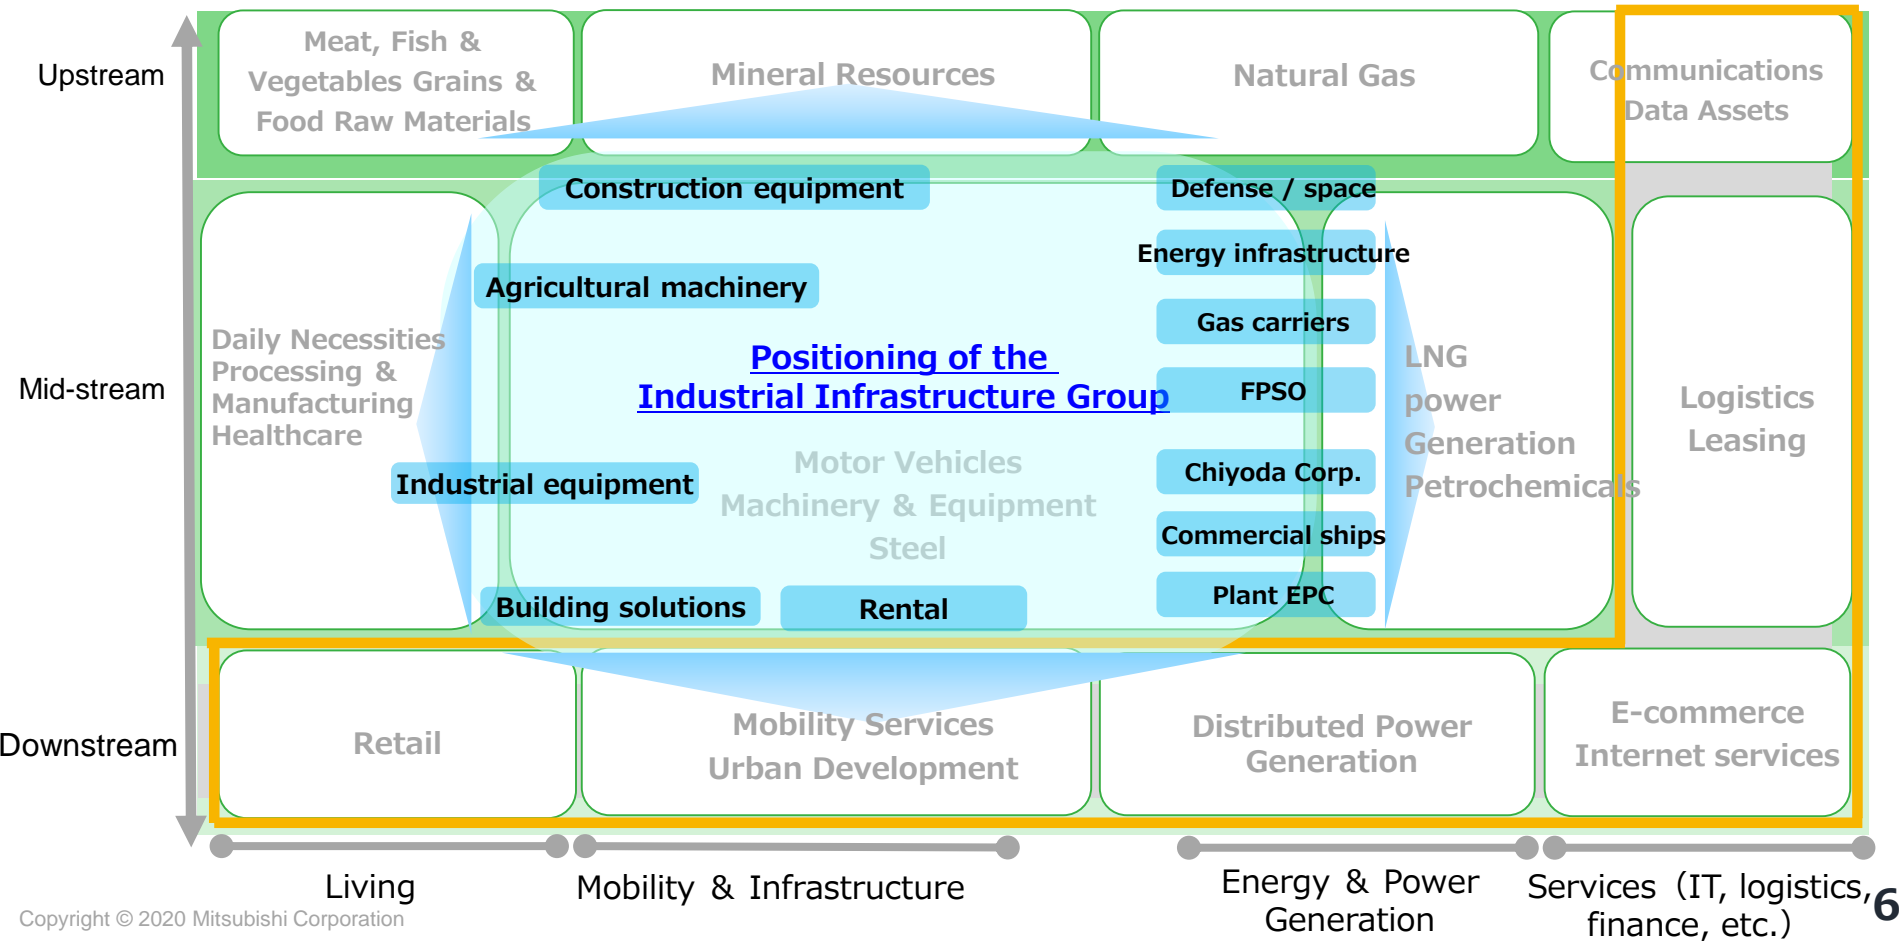 Upstream
Meat, Fish &
Vegetables Grains &
Food Raw Materials
Mineral Resources
Natural Gas
Communications
Data Assets
Construction equipment
Defense / space
Energy infrastructure
Agricultural machinery
Gas carriers
Mid-stream
Daily Necessities
Processing &
Manufacturing
Healthcare
Positioning of the
Industrial Infrastructure Group
FPSO
LNG
power
Generation
Petrochemicals
Logistics
Leasing
Industrial equipment
Motor Vehicles
Machinery & Equipment
Steel
Chiyoda Corp.
Commercial ships
Building solutions
Rental
Plant EPC
Downstream
Retail
Mobility Services
Urban Development
Distributed Power
Generation
E-commerce
Internet services
Living
Mobility & Infrastructure
Energy & Power
Generation
Services（IT, logistics,
finance, etc.）
Copyright © 2020 Mitsubishi Corporation
6